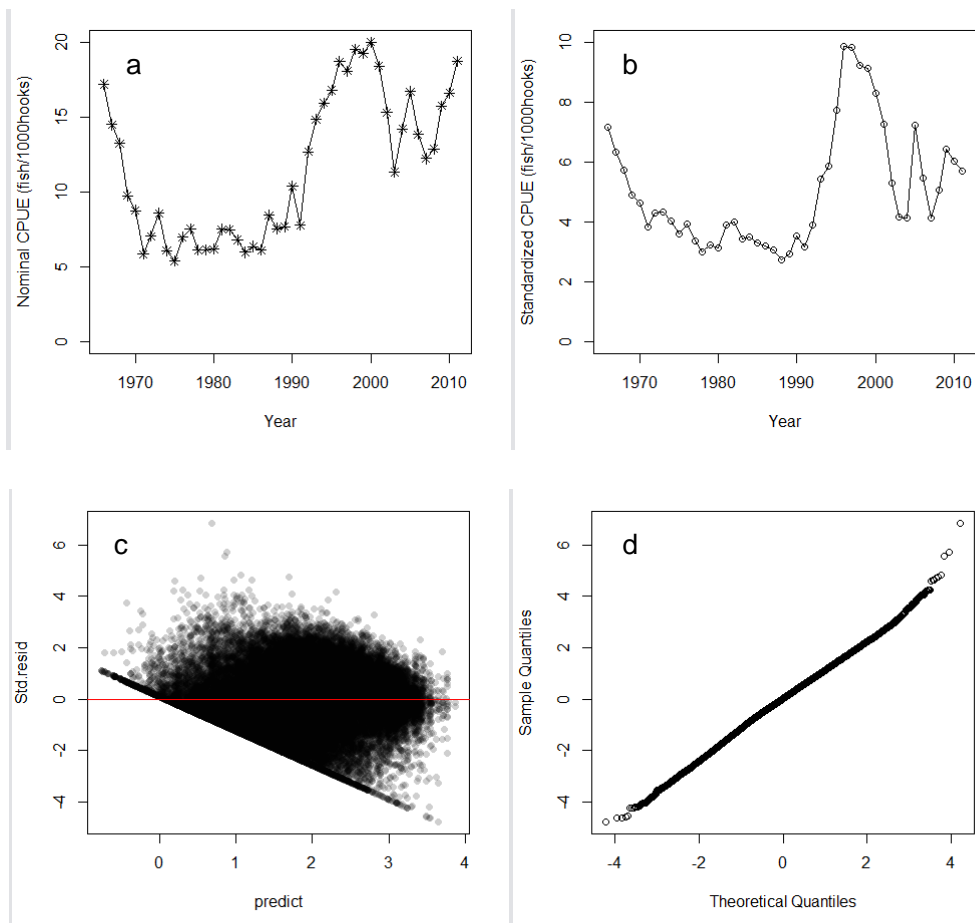 a
Nominal CPUE (fish/1000hooks)
20
15
10
5
0
1970 1980 1990 2000 2010
Year
b
Standardized CPUE (fish/1000hooks)
10
8
6
4
2
0
1970 1980 1990 2000 2010
Year
c
Std.resid
6
4
2
0
-2
-4
0 1 2 3 4
predict
d
Sample Quantiles
6
4
2
0
-2
-4
-4 -2 0 2 4
Theoretical Quantiles